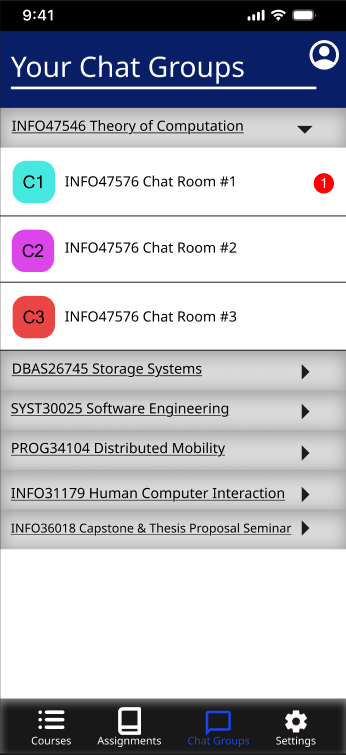 9:41
Your Chat Groups
INFO47546 Theory of Computation
C1 INFO47576 Chat Room #1 1
C2 INFO47576 Chat Room #2
C3 INFO47576 Chat Room #3
DBAS26745 Storage Systems
SYST30025 Software Engineering
PROG34104 Distributed Mobility
INFO31179 Human Computer Interaction
INFO36018 Capstone & Thesis Proposal Seminar
Courses Assignments Chat Groups Settings